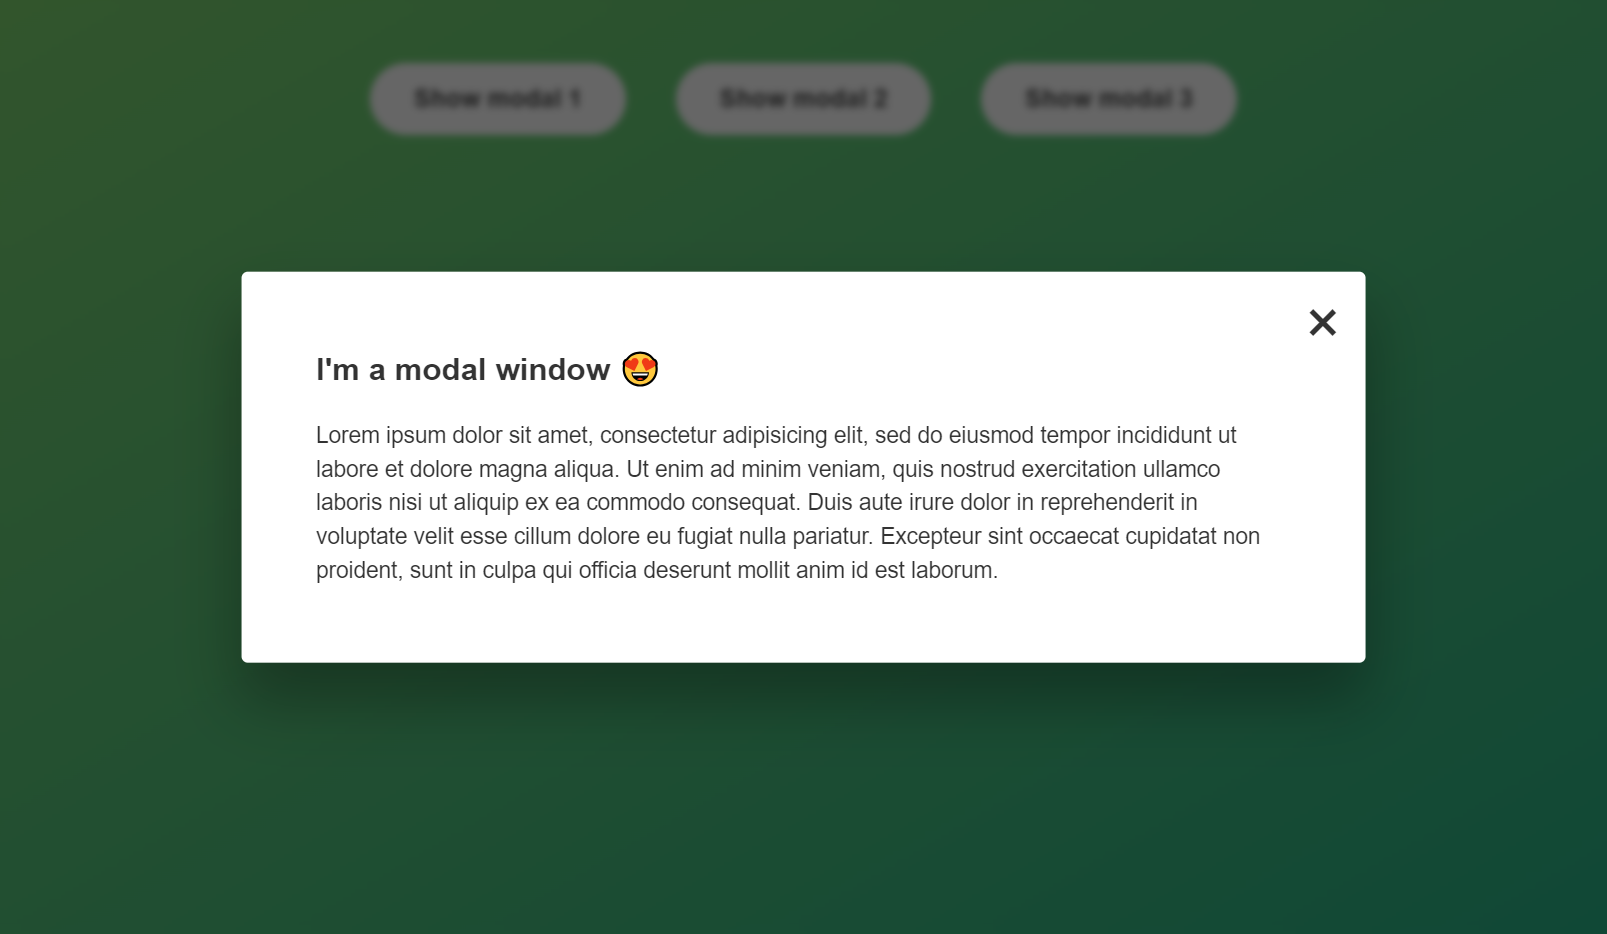 Show modal 1 Show modal 2 Show modal 3
×
I'm a modal window 😍
Lorem ipsum dolor sit amet, consectetur adipisicing elit, sed do eiusmod tempor incididunt ut
labore et dolore magna aliqua. Ut enim ad minim veniam, quis nostrud exercitation ullamco
laboris nisi ut aliquip ex ea commodo consequat. Duis aute irure dolor in reprehenderit in
voluptate velit esse cillum dolore eu fugiat nulla pariatur. Excepteur sint occaecat cupidatat non
proident, sunt in culpa qui officia deserunt mollit anim id est laborum.